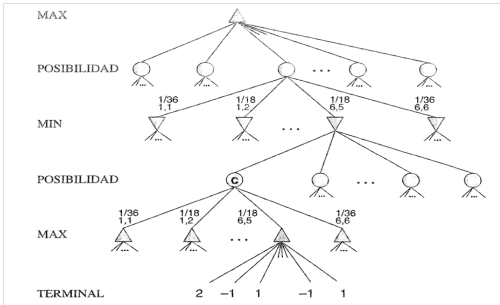 MAX
POSIBILIDAD
... ... ... ... ...
1/36 1/18 1/18 1/36
1,1 1,2 6,5 6,6
MIN
...
POSIBILIDAD
C ...
1/36 1/18 1/18 1/36
1,1 1,2 6,5 6,6
MAX
...
TERMINAL 2 −1 1 −1 1